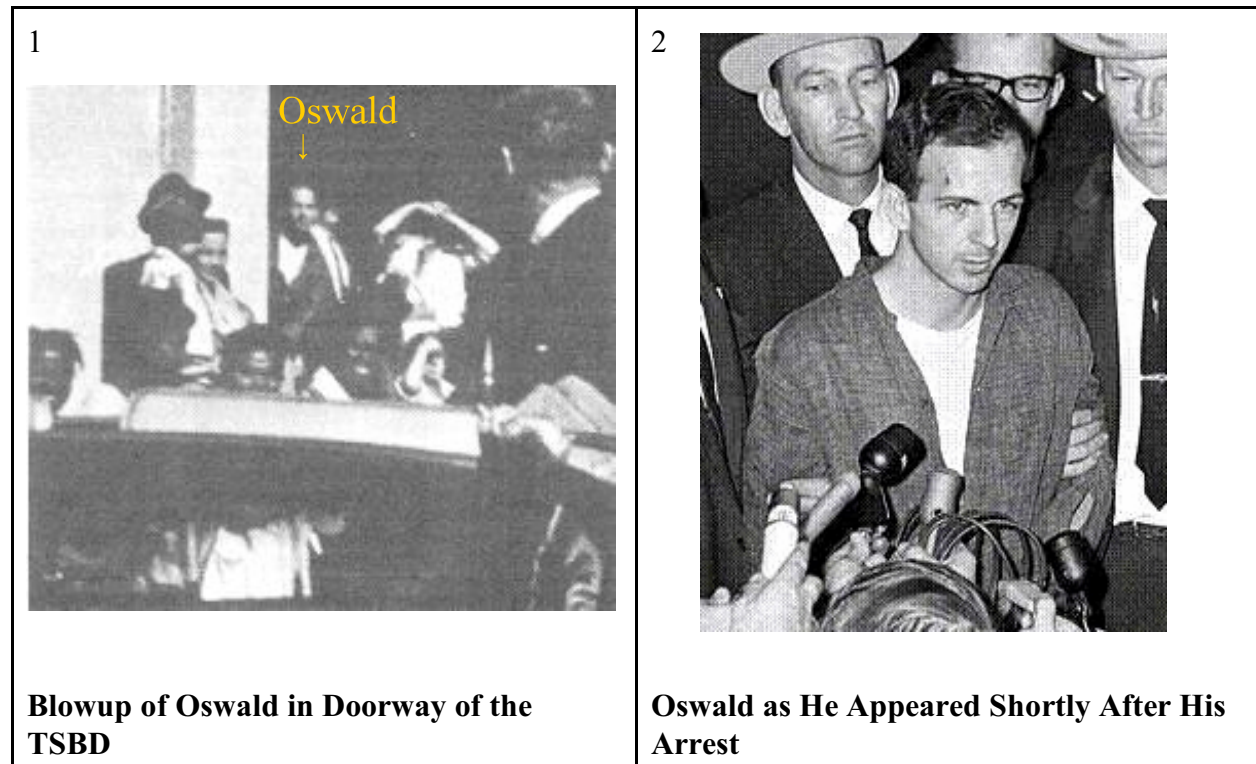 1
Oswald
↓
Blowup of Oswald in Doorway of the
TSBD
2
Oswald as He Appeared Shortly After His
Arrest